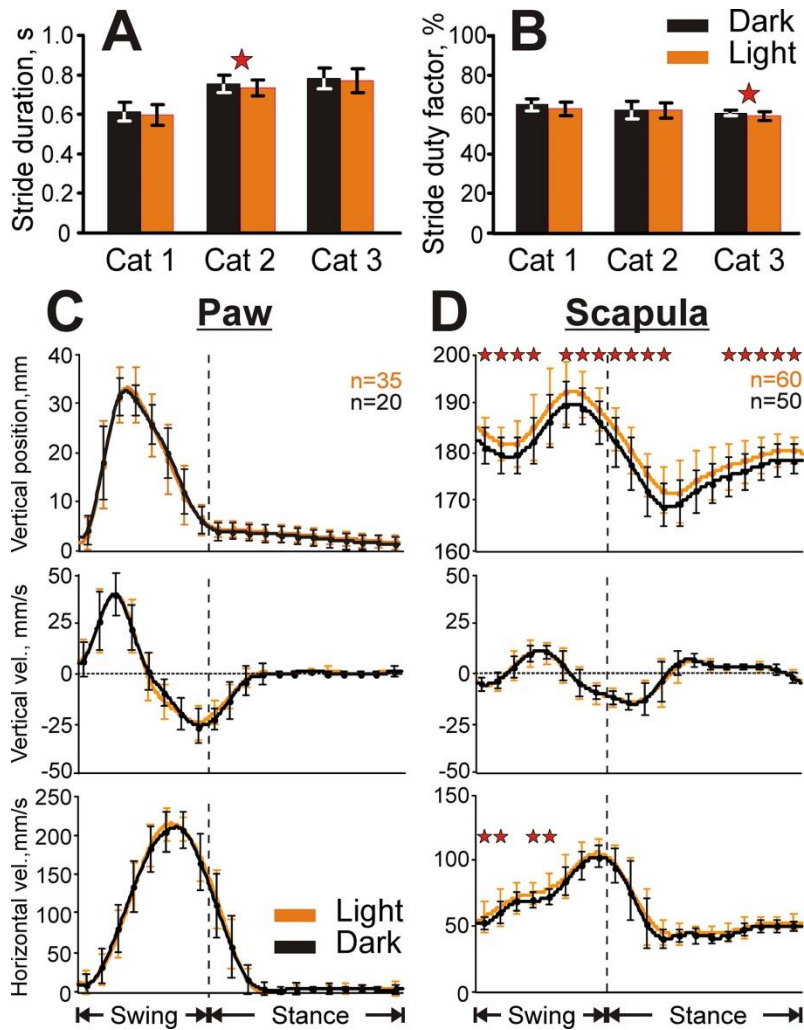 A
Stride duration, s
1.0
0.8
0.6
0.4
0.2
0
Cat 1 Cat 2 Cat 3
B
Stride duty factor, %
100
80
60
40
20
0
Cat 1 Cat 2 Cat 3
Dark
Light
C
Paw
Vertical position,mm
40
30
20
10
0
n=35
n=20
Vertical vel., mm/s
50
25
0
-25
-50
Horizontal vel.,mm/s
200
250
150
100
50
0
Light
Dark
Swing Stance
D
Scapula
200
190
180
170
160
n=60
n=50
50
25
0
-25
-50
150
100
50
0
Swing Stance